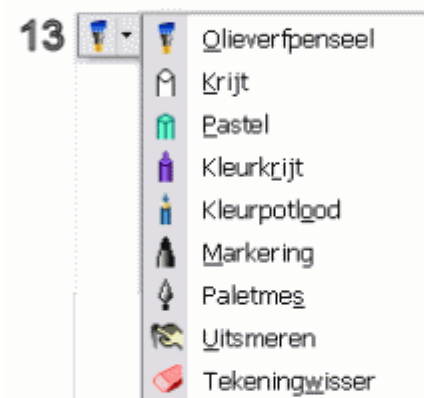 13
Olieverfpenseel
Krijt
Pastel
Kleurkrijt
Kleurpotlood
Markering
Paletmes
Uitsmeren
Tekeningwisser